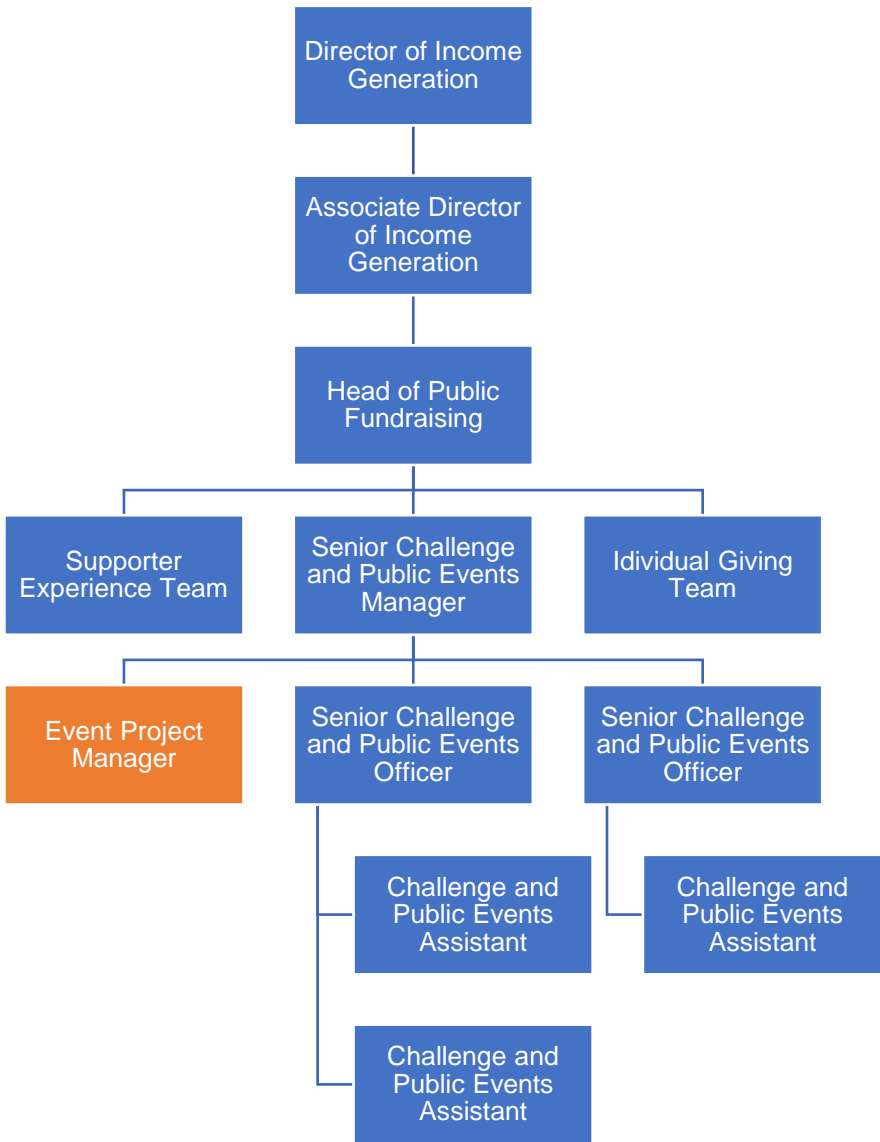 Director of Income
Generation
Associate Director
of Income
Generation
Head of Public
Fundraising
Supporter
Experience Team
Senior Challenge
and Public Events
Manager
Idividual Giving
Team
Event Project
Manager
Senior Challenge
and Public Events
Officer
Senior Challenge
and Public Events
Officer
Challenge and
Public Events
Assistant
Challenge and
Public Events
Assistant
Challenge and
Public Events
Assistant